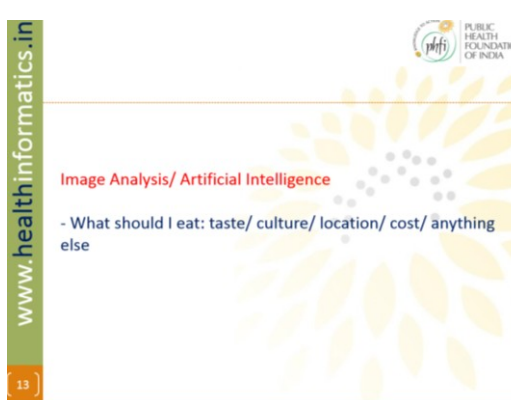 www.healthinformatics.in
phfi
PUBLIC
HEALTH
FOUNDATI
OF INDIA
Image Analysis/ Artificial Intelligence
- What should I eat: taste/ culture/ location/ cost/ anything
else
13